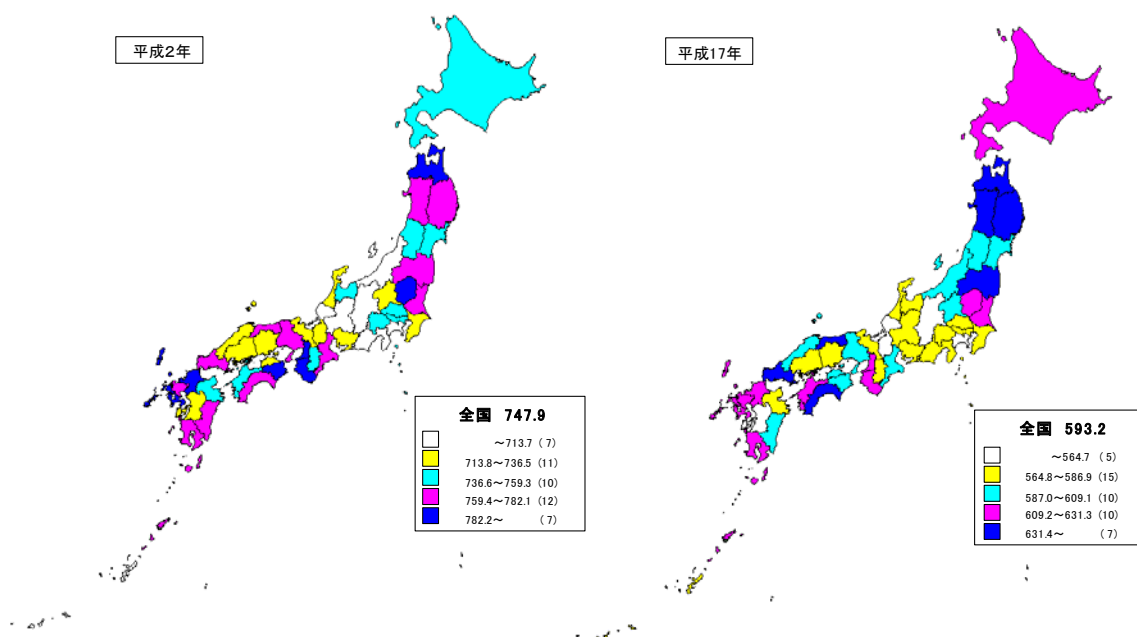 平成2年
平成17年
全国 747.9
～713.7 (7)
713.8～736.5 (11)
736.6～759.3 (10)
759.4～782.1 (12)
782.2～ (7)
全国 593.2
～564.7 (5)
564.8～586.9 (15)
587.0～609.1 (10)
609.2～631.3 (10)
631.4～ (7)